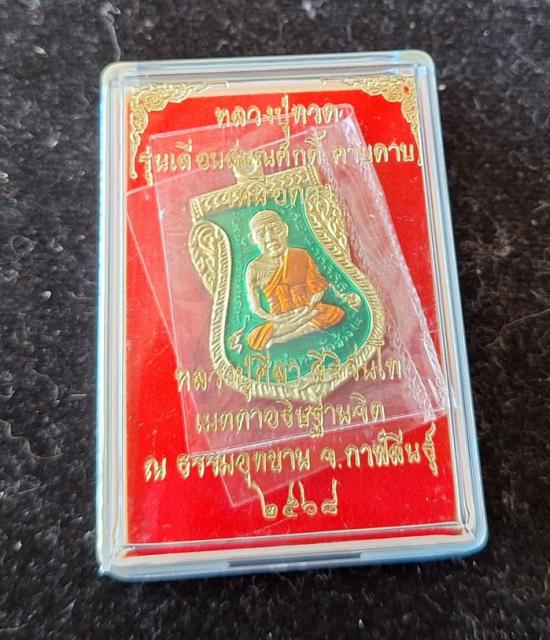 หลวงปู่ทวด
รุ่นเลื่อนสมณศักดิ์ คาบดาบ
หลวงปู่ศิลา สิริจันโท
เมตตาอธิษฐานจิต
ณ ธรรมอุทยาน จ.กาฬสินธุ์
๒๕๖๘